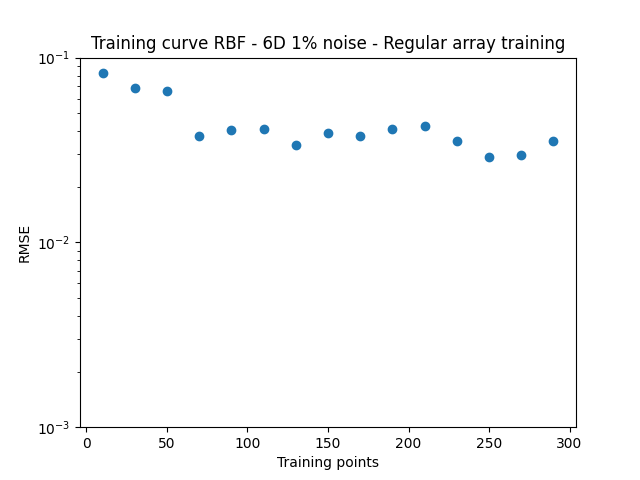 Training curve RBF - 6D 1% noise - Regular array training
10⁻¹
10⁻²
10⁻³
RMSE
0 50 100 150 200 250 300
Training points